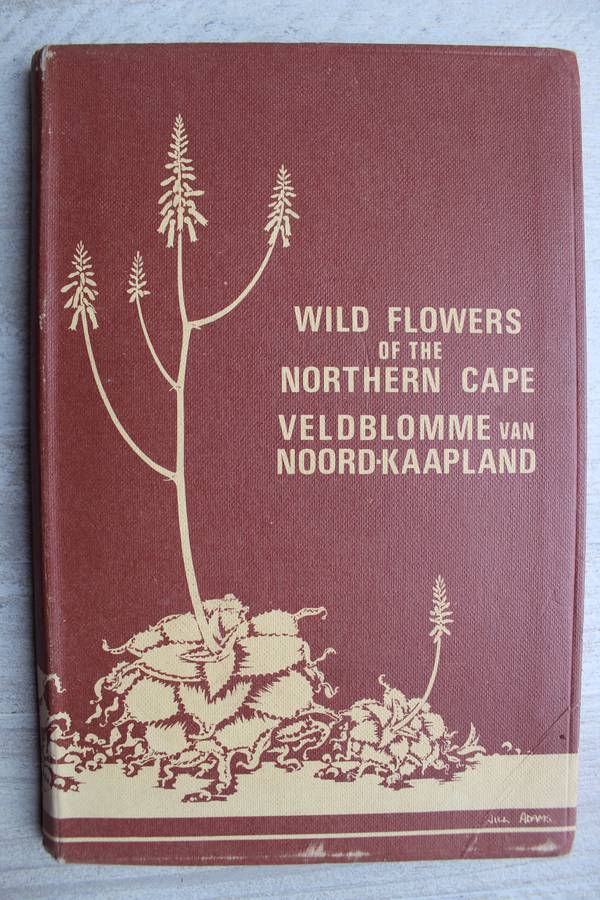 WILD FLOWERS
OF THE
NORTHERN CAPE
VELDBLOMME VAN
NOORD-KAAPLAND
JILL ADAMS